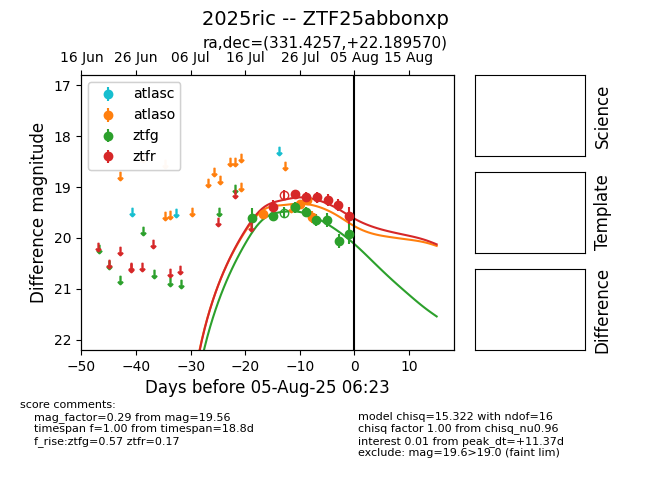 2025ric -- ZTF25abbonxp
ra,dec=(331.4257,+22.189570)
16 Jun 26 Jun 06 Jul 16 Jul 26 Jul 05 Aug 15 Aug
17
18
19
20
21
22
Difference magnitude
atlasc
atlaso
ztfg
ztfr
−50 −40 −30 −20 −10 0 10
Days before 05-Aug-25 06:23
Science
Template
Difference
score comments:
mag_factor=0.29 from mag=19.56
timespan f=1.00 from timespan=18.8d
f_rise:ztfg=0.57 ztfr=0.17
model chisq=15.322 with ndof=16
chisq factor 1.00 from chisq_nu0.96
interest 0.01 from peak_dt=+11.37d
exclude: mag=19.6>19.0 (faint lim)